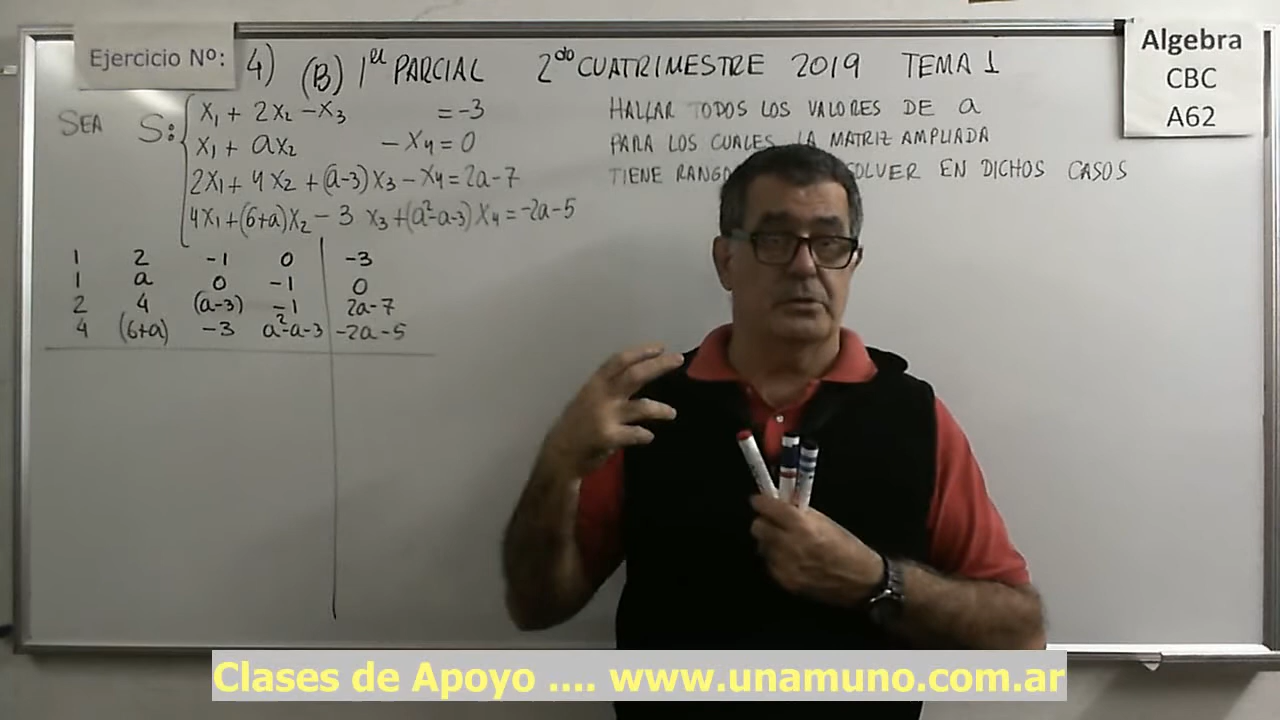 Ejercicio Nº: 4) (B) 1er PARCIAL 2do CUATRIMESTRE 2019 TEMA 1
Algebra
CBC
A62
SEA S: { x₁ + 2x₂ - x₃ = -3
x₁ + ax₂ - x₄ = 0
2x₁ + 4x₂ + (a-3)x₃ - x₄ = 2a-7
4x₁ + (6+a)x₂ - 3 x₃ + (a²-a-3)x₄ = -2a-5
HALLAR TODOS LOS VALORES DE a
PARA LOS CUALES LA MATRIZ AMPLIADA
TIENE RANGO EN DICHOS CASOS
1 2 -1 0 | -3
1 a 0 -1 | 0
2 4 (a-3) -1 | 2a-7
4 (6+a) -3 a²-a-3 | -2a-5
Clases de Apoyo .... www.unamuno.com.ar